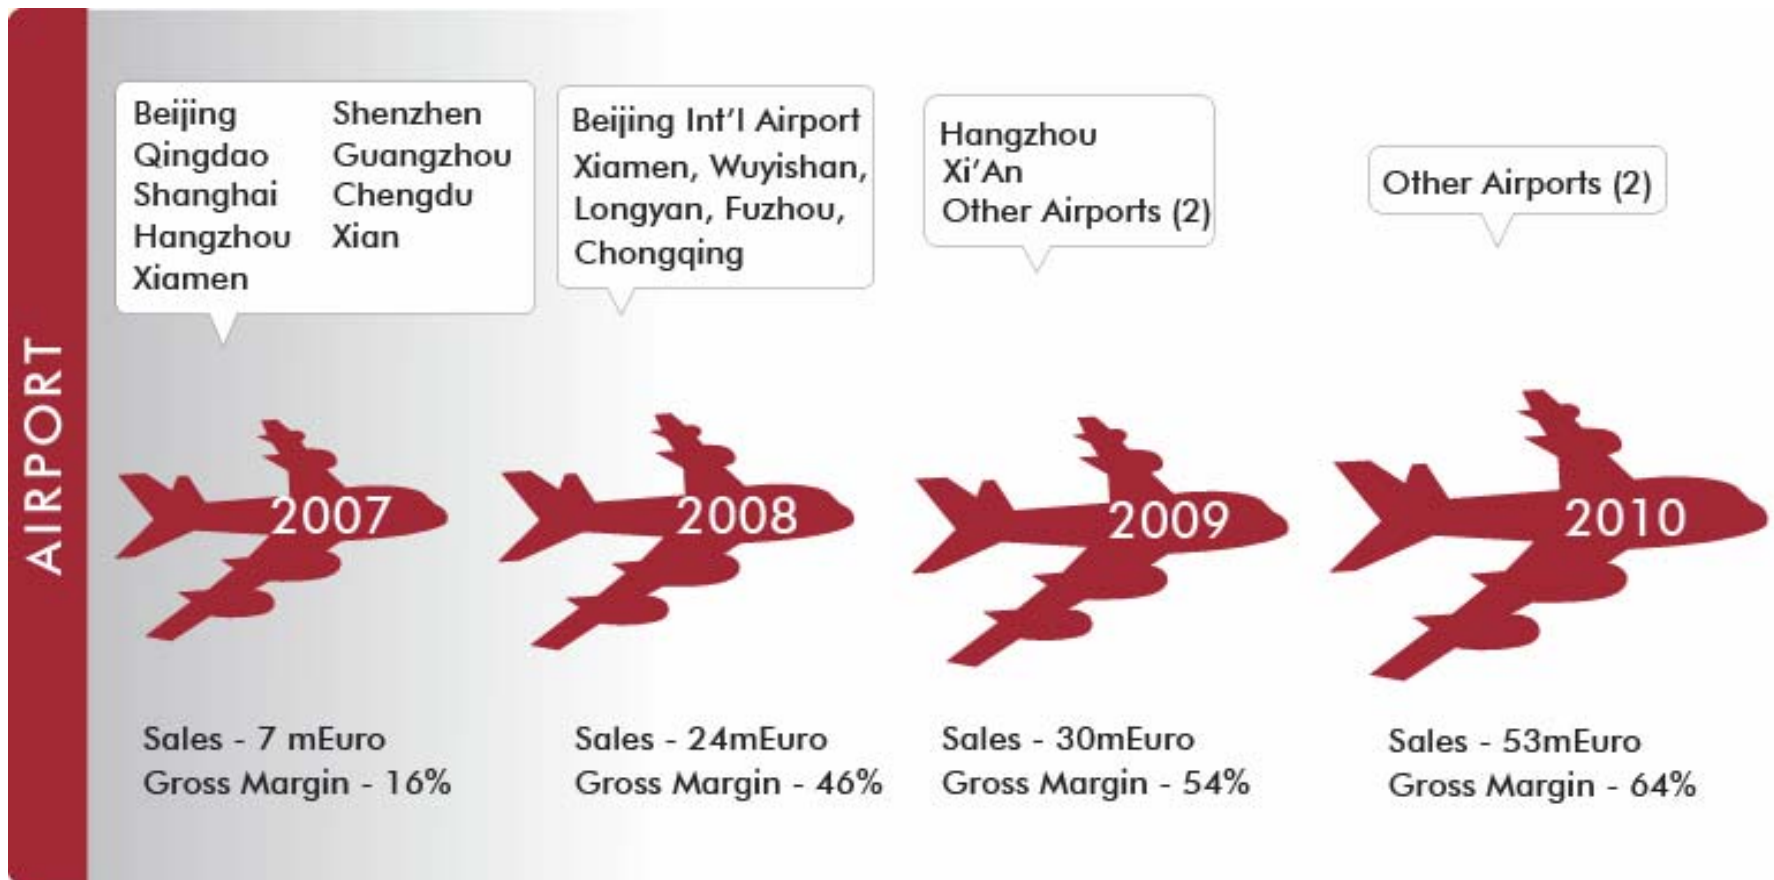 AIRPORT
Beijing
Qingdao
Shanghai
Hangzhou
Xiamen
Shenzhen
Guangzhou
Chengdu
Xian
Beijing Int'l Airport
Xiamen, Wuyishan,
Longyan, Fuzhou,
Chongqing
Hangzhou
Xi'An
Other Airports (2)
Other Airports (2)
2007
2008
2009
2010
Sales - 7 mEuro
Gross Margin - 16%
Sales - 24mEuro
Gross Margin - 46%
Sales - 30mEuro
Gross Margin - 54%
Sales - 53mEuro
Gross Margin - 64%